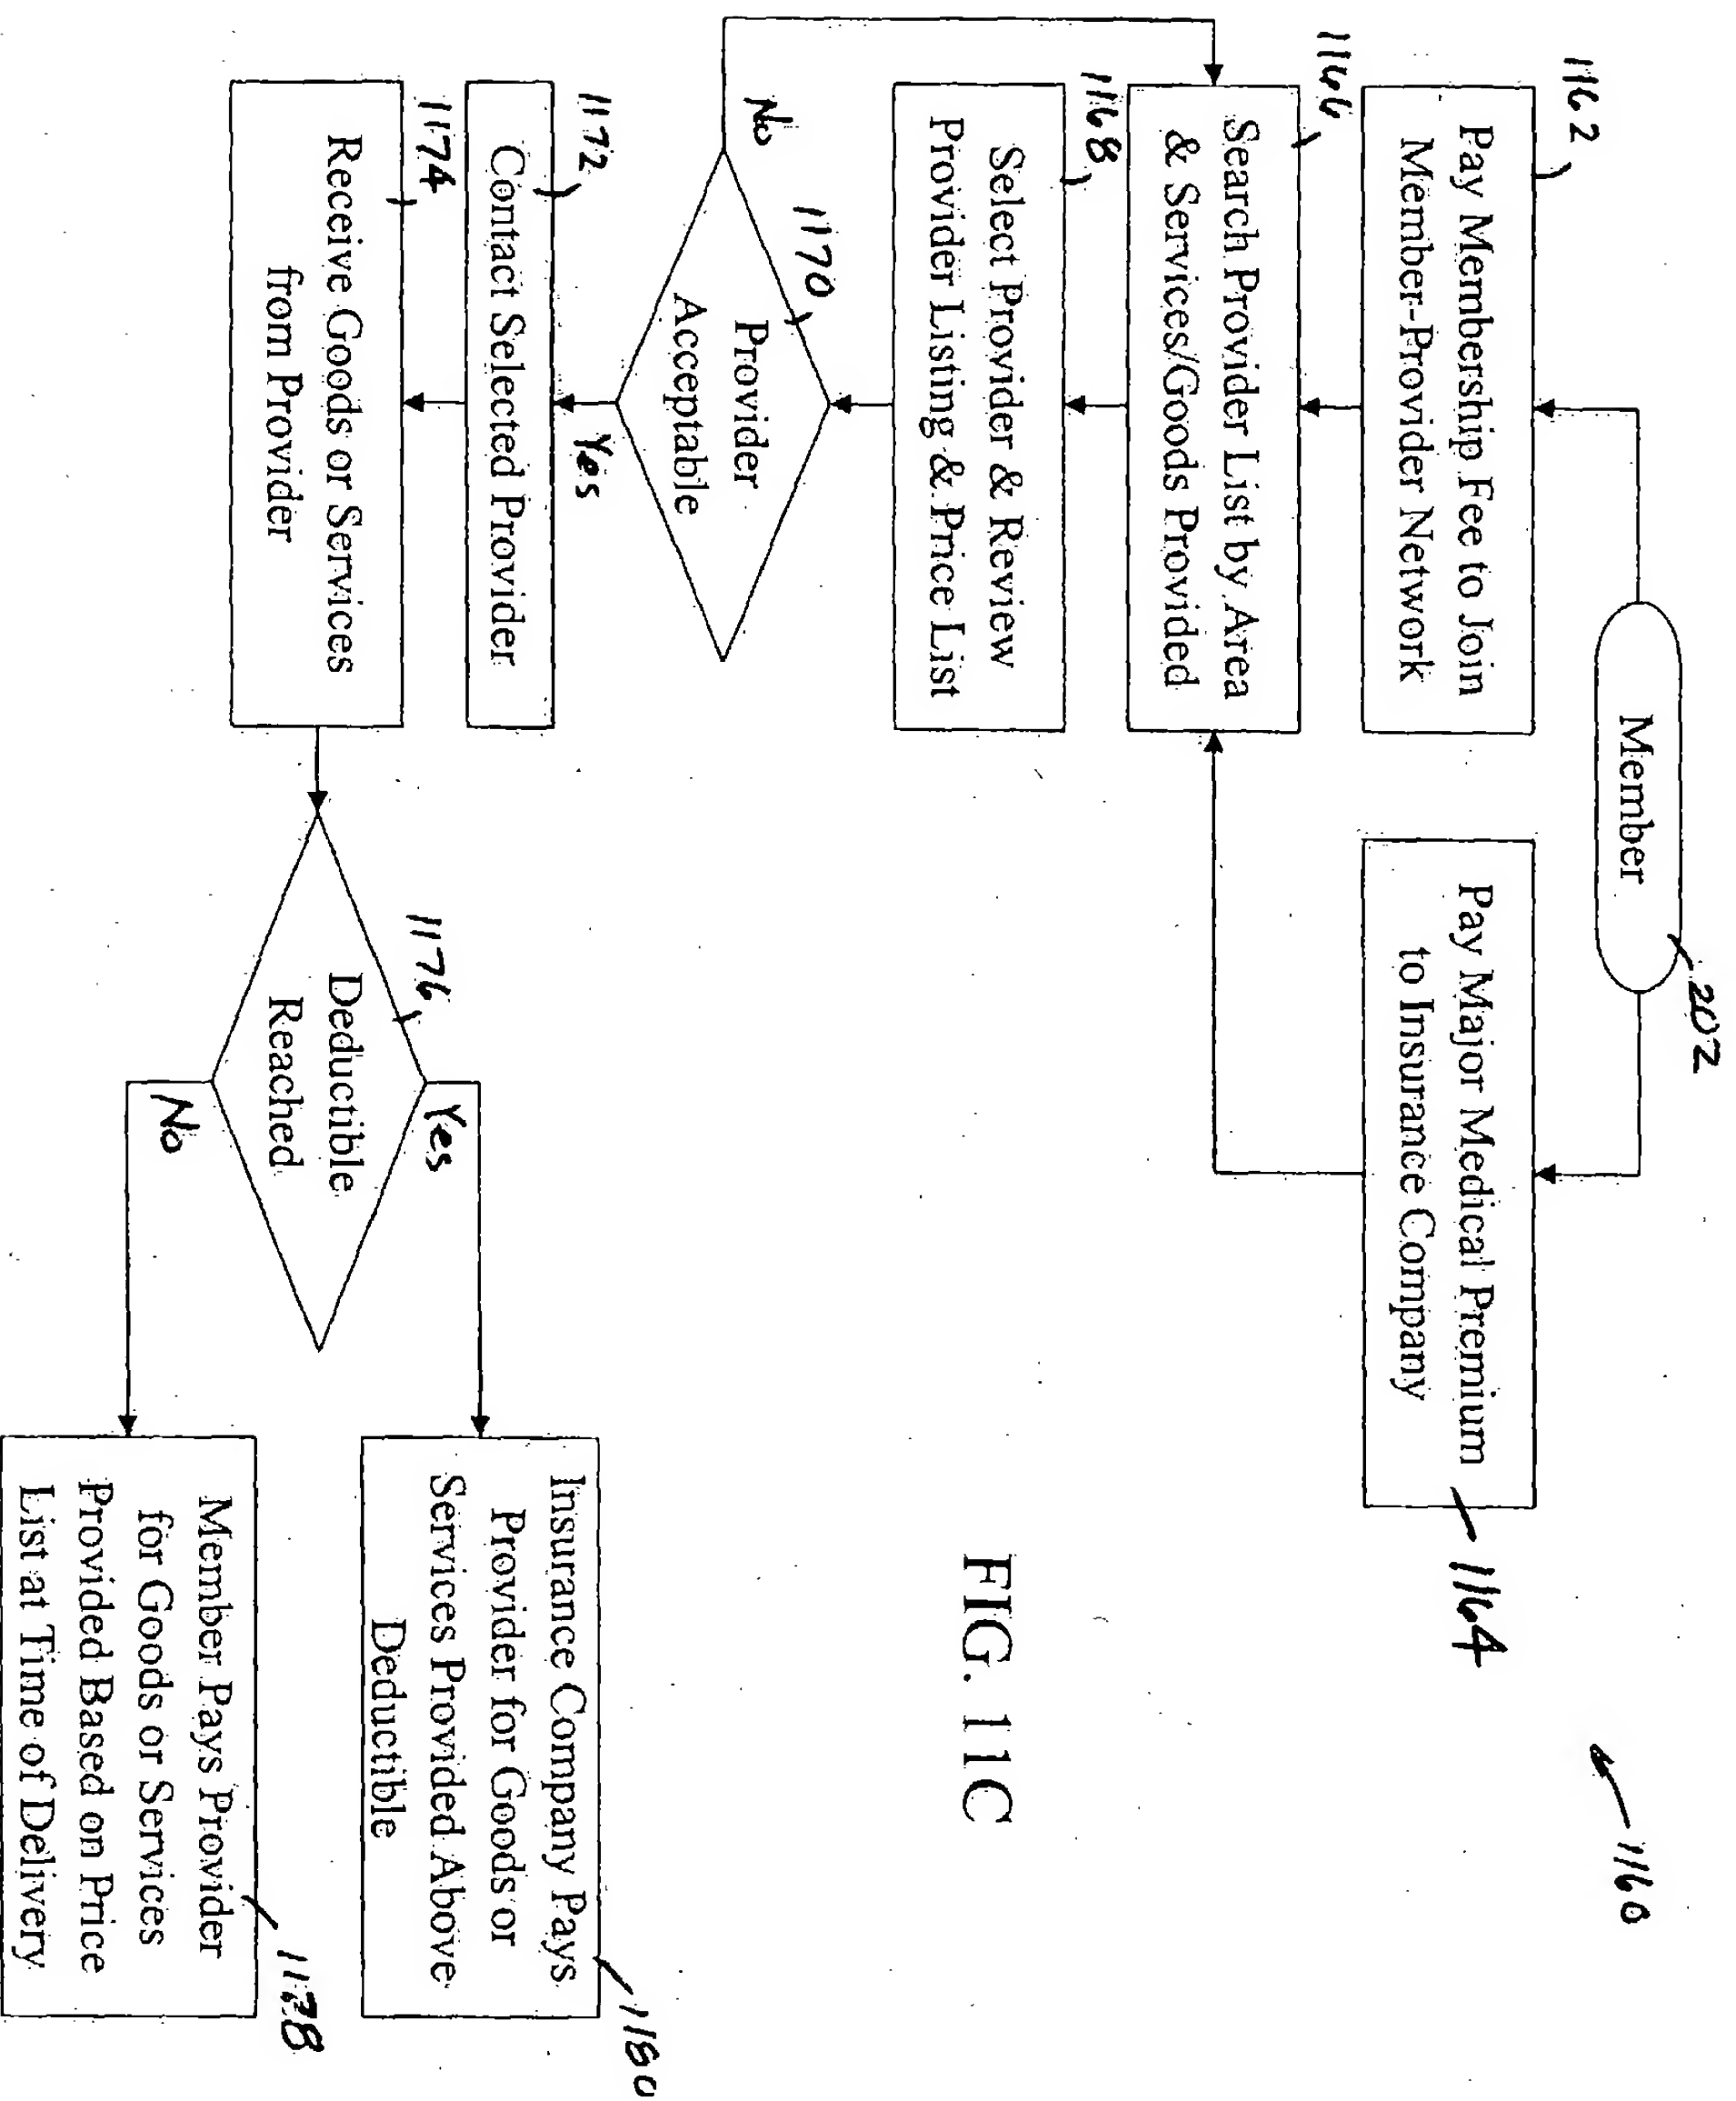 1160
202
Member
1162
Pay Membership Fee to Join
Member-Provider Network
Pay Major Medical Premium
to Insurance Company
1164
1166
Search Provider List by Area
& Services/Goods Provided
1168
Select Provider & Review
Provider Listing & Price List
FIG. 11C
1170
No
Provider
Acceptable
Yes
1172
Contact Selected Provider
1174
Receive Goods or Services
from Provider
1176
Deductible
Reached
Yes
No
Insurance Company Pays
Provider for Goods or
Services Provided Above
Deductible
1180
Member Pays Provider
for Goods or Services
Provided Based on Price
List at Time of Delivery
1178